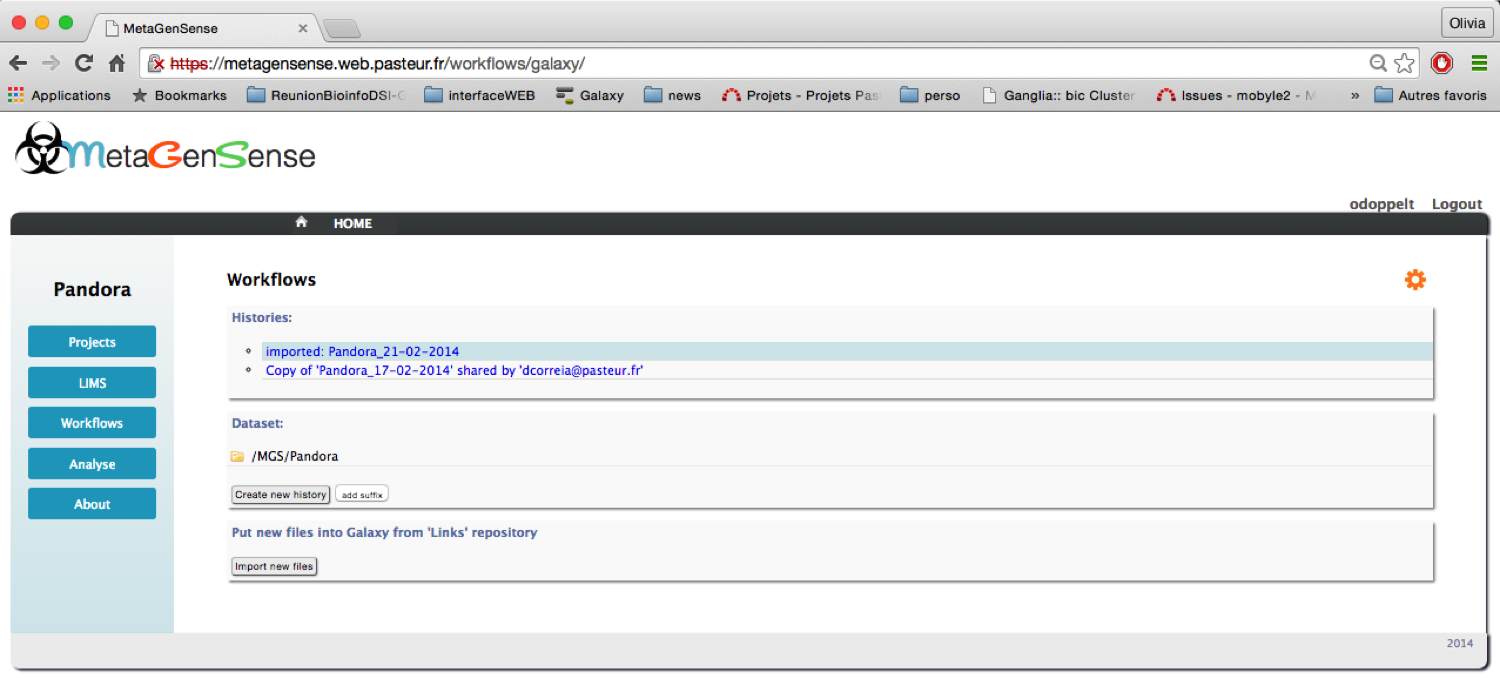 MetaGenSense
Olivia
https://metagensense.web.pasteur.fr/workflows/galaxy/
Applications Bookmarks ReunionBioinfoDSI- interfaceWEB Galaxy news Projets - Projets Pas perso Ganglia:: bic Cluster Issues - mobyle2 - M » Autres favoris
MetaGenSense
odoppelt Logout
HOME
Pandora
Projects
LIMS
Workflows
Analyse
About
Workflows
Histories:
imported: Pandora_21-02-2014
Copy of 'Pandora_17-02-2014' shared by 'dcorreia@pasteur.fr'
Dataset:
/MGS/Pandora
Create new history add suffix
Put new files into Galaxy from 'Links' repository
Import new files
2014